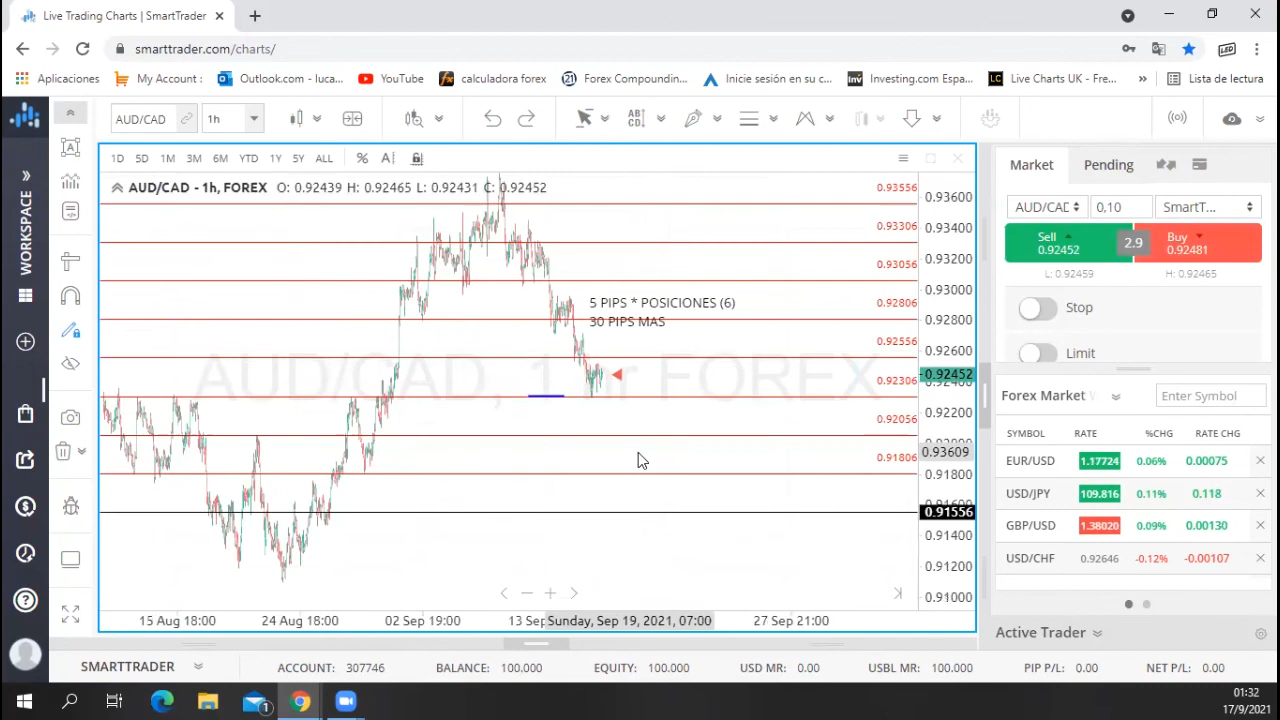 Live Trading Charts | SmartTrader
smarttrader.com/charts/
Aplicaciones My Account : Outlook.com - luca... YouTube calculadora forex Forex Compoundin... Inicie sesión en su c... Investing.com Espa... Live Charts UK - Fre... » Lista de lectura
AUD/CAD 1h
1D 5D 1M 3M 6M YTD 1Y 5Y ALL %
AUD/CAD - 1h, FOREX O: 0.92439 H: 0.92465 L: 0.92431 C: 0.92452
WORKSPACE
0.93556
0.93306
0.93056
0.92806
0.92556
0.92306
0.92056
0.91806
5 PIPS * POSICIONES (6)
30 PIPS MAS
AUD/CAD, 1 hr FOREX
0.93600
0.93400
0.93200
0.93000
0.92800
0.92600
0.92452
0.92400
0.92200
0.92000
0.93609
0.91800
0.91600
0.91556
0.91400
0.91200
0.91000
15 Aug 18:00 24 Aug 18:00 02 Sep 19:00 13 Sep Sunday, Sep 19, 2021, 07:00 27 Sep 21:00
Market Pending
AUD/CAD 0,10 SmartT...
Sell 0.92452 2.9 Buy 0.92481
L: 0.92459 H: 0.92465
Stop
Limit
Forex Market Enter Symbol
SYMBOL RATE %CHG RATE CHG
EUR/USD 1.17724 0.06% 0.00075
USD/JPY 109.816 0.11% 0.118
GBP/USD 1.38020 0.09% 0.00130
USD/CHF 0.92646 -0.12% -0.00107
Active Trader
SMARTTRADER ACCOUNT: 307746 BALANCE: 100.000 EQUITY: 100.000 USD MR: 0.00 USBL MR: 100.000 PIP P/L: 0.00 NET P/L: 0.00
01:32
17/9/2021